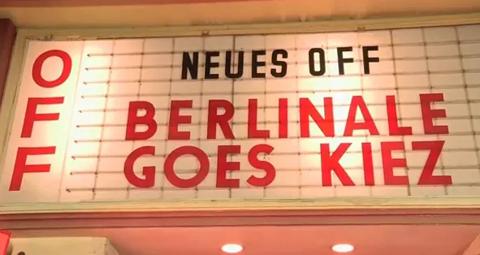 OFF
NEUES OFF
BERLINALE
GOES KIEZ